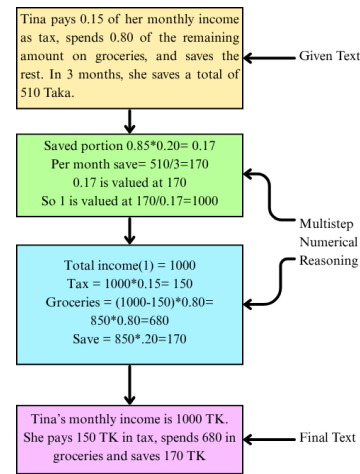 Tina pays 0.15 of her monthly income
as tax, spends 0.80 of the remaining
amount on groceries, and saves the
rest. In 3 months, she saves a total of
510 Taka.
Given Text
Saved portion 0.85*0.20= 0.17
Per month save= 510/3=170
0.17 is valued at 170
So 1 is valued at 170/0.17=1000
Multistep
Numerical
Reasoning
Total income(1) = 1000
Tax = 1000*0.15= 150
Groceries = (1000-150)*0.80=
850*0.80=680
Save = 850*.20=170
Tina's monthly income is 1000 TK.
She pays 150 TK in tax, spends 680 in
groceries and saves 170 TK
Final Text